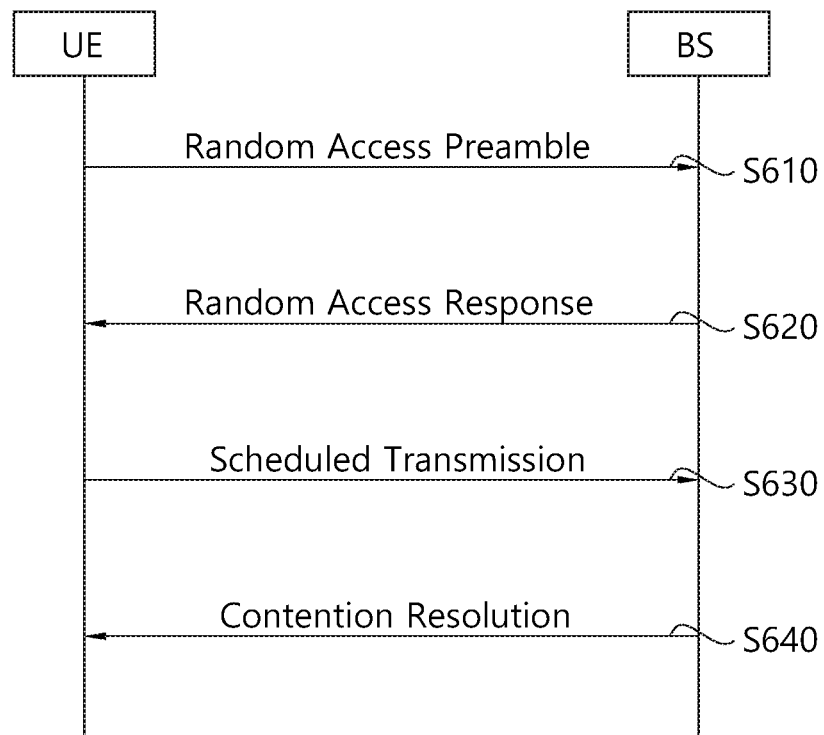 UE
BS
Random Access Preamble
S610
Random Access Response
S620
Scheduled Transmission
S630
Contention Resolution
S640